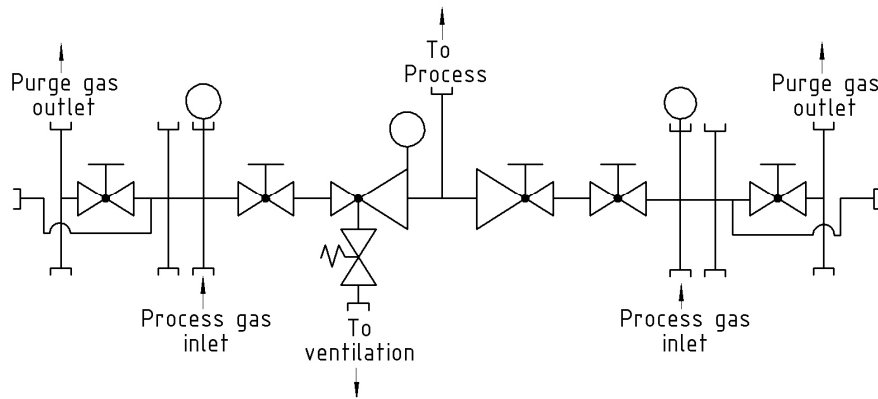 To
Process
Purge gas
outlet
Purge gas
outlet
Process gas
inlet
To
ventilation
Process gas
inlet